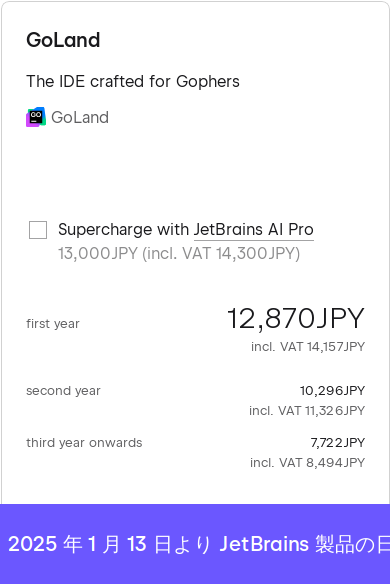 GoLand
The IDE crafted for Gophers
GoLand
Supercharge with JetBrains AI Pro
13,000JPY (incl. VAT 14,300JPY)
first year 12,870JPY
incl. VAT 14,157JPY
second year 10,296JPY
incl. VAT 11,326JPY
third year onwards 7,722JPY
incl. VAT 8,494JPY
2025 年 1 月 13 日より JetBrains 製品の日